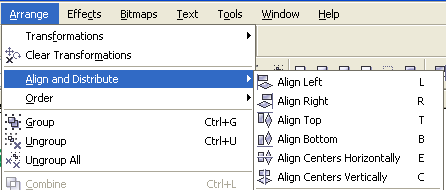 Arrange Effects Bitmaps Text Tools Window Help
Transformations
Clear Transformations
Align and Distribute
Order
Group Ctrl+G
Ungroup Ctrl+U
Ungroup All
Combine Ctrl+L
Align Left L
Align Right R
Align Top T
Align Bottom B
Align Centers Horizontally E
Align Centers Vertically C